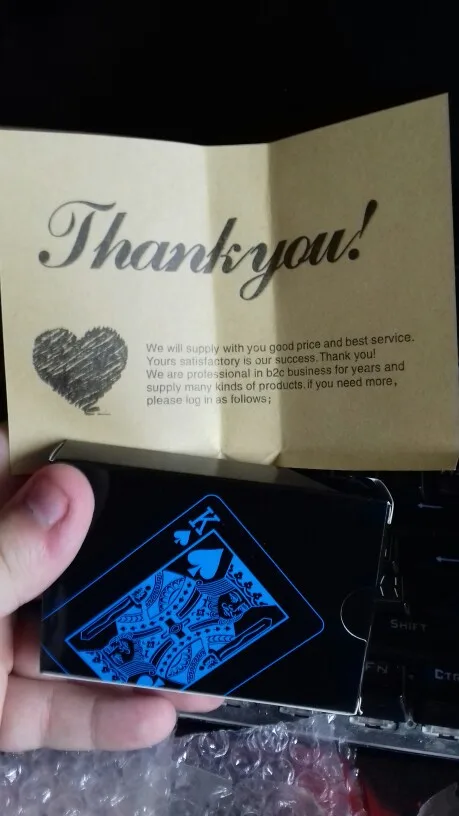 Thank you!
We will supply with you good price and best service.
Yours satisfactory is our success. Thank you!
We are professional in b2c business for years and
supply many kinds of products. if you need more,
please log in as follows;
K
SHIFT
FN